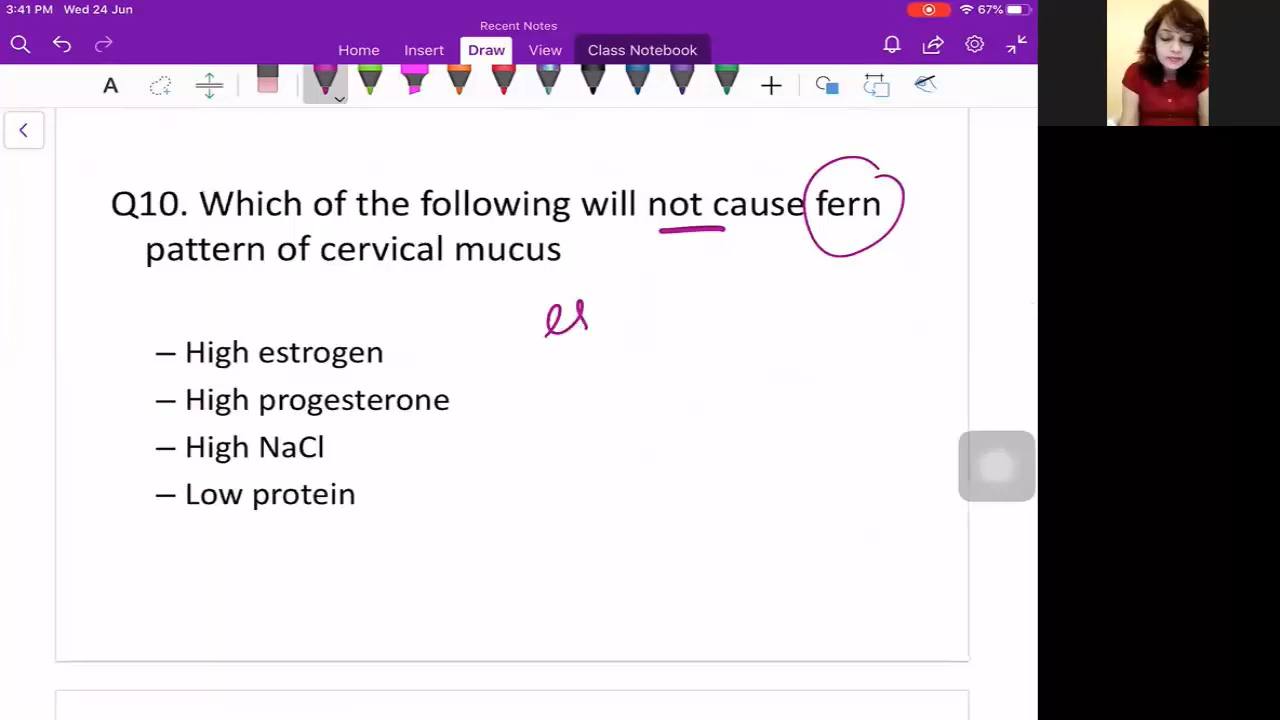 3:41 PM Wed 24 Jun
67%
Recent Notes
Home Insert Draw View Class Notebook
A
Q10. Which of the following will not cause fern
pattern of cervical mucus
es
– High estrogen
– High progesterone
– High NaCl
– Low protein